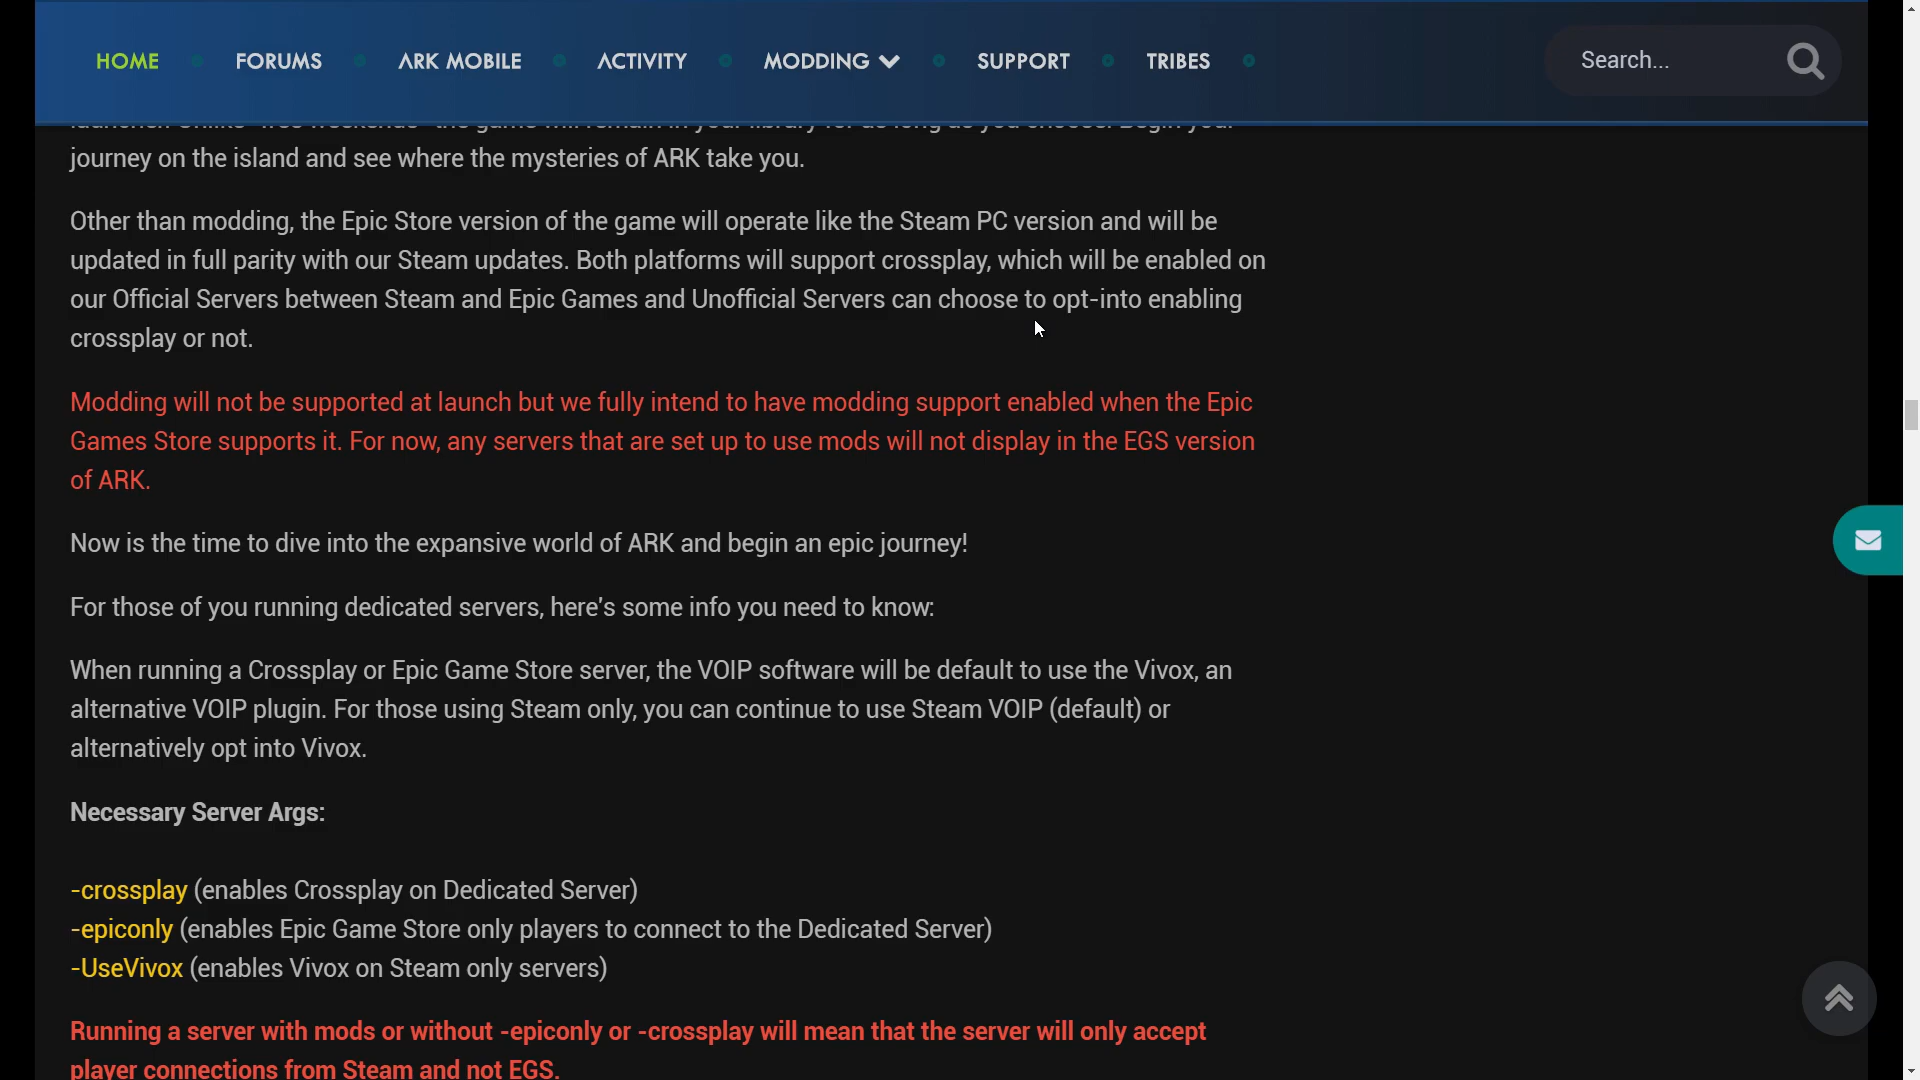 HOME
FORUMS
ARK MOBILE
ACTIVITY
MODDING
SUPPORT
TRIBES
Search...
journey on the island and see where the mysteries of ARK take you.
Other than modding, the Epic Store version of the game will operate like the Steam PC version and will be
updated in full parity with our Steam updates. Both platforms will support crossplay, which will be enabled on
our Official Servers between Steam and Epic Games and Unofficial Servers can choose to opt-into enabling
crossplay or not.
Modding will not be supported at launch but we fully intend to have modding support enabled when the Epic
Games Store supports it. For now, any servers that are set up to use mods will not display in the EGS version
of ARK.
Now is the time to dive into the expansive world of ARK and begin an epic journey!
For those of you running dedicated servers, here's some info you need to know:
When running a Crossplay or Epic Game Store server, the VOIP software will be default to use the Vivox, an
alternative VOIP plugin. For those using Steam only, you can continue to use Steam VOIP (default) or
alternatively opt into Vivox.
Necessary Server Args:
-crossplay (enables Crossplay on Dedicated Server)
-epiconly (enables Epic Game Store only players to connect to the Dedicated Server)
-UseVivox (enables Vivox on Steam only servers)
Running a server with mods or without -epiconly or -crossplay will mean that the server will only accept
player connections from Steam and not EGS.